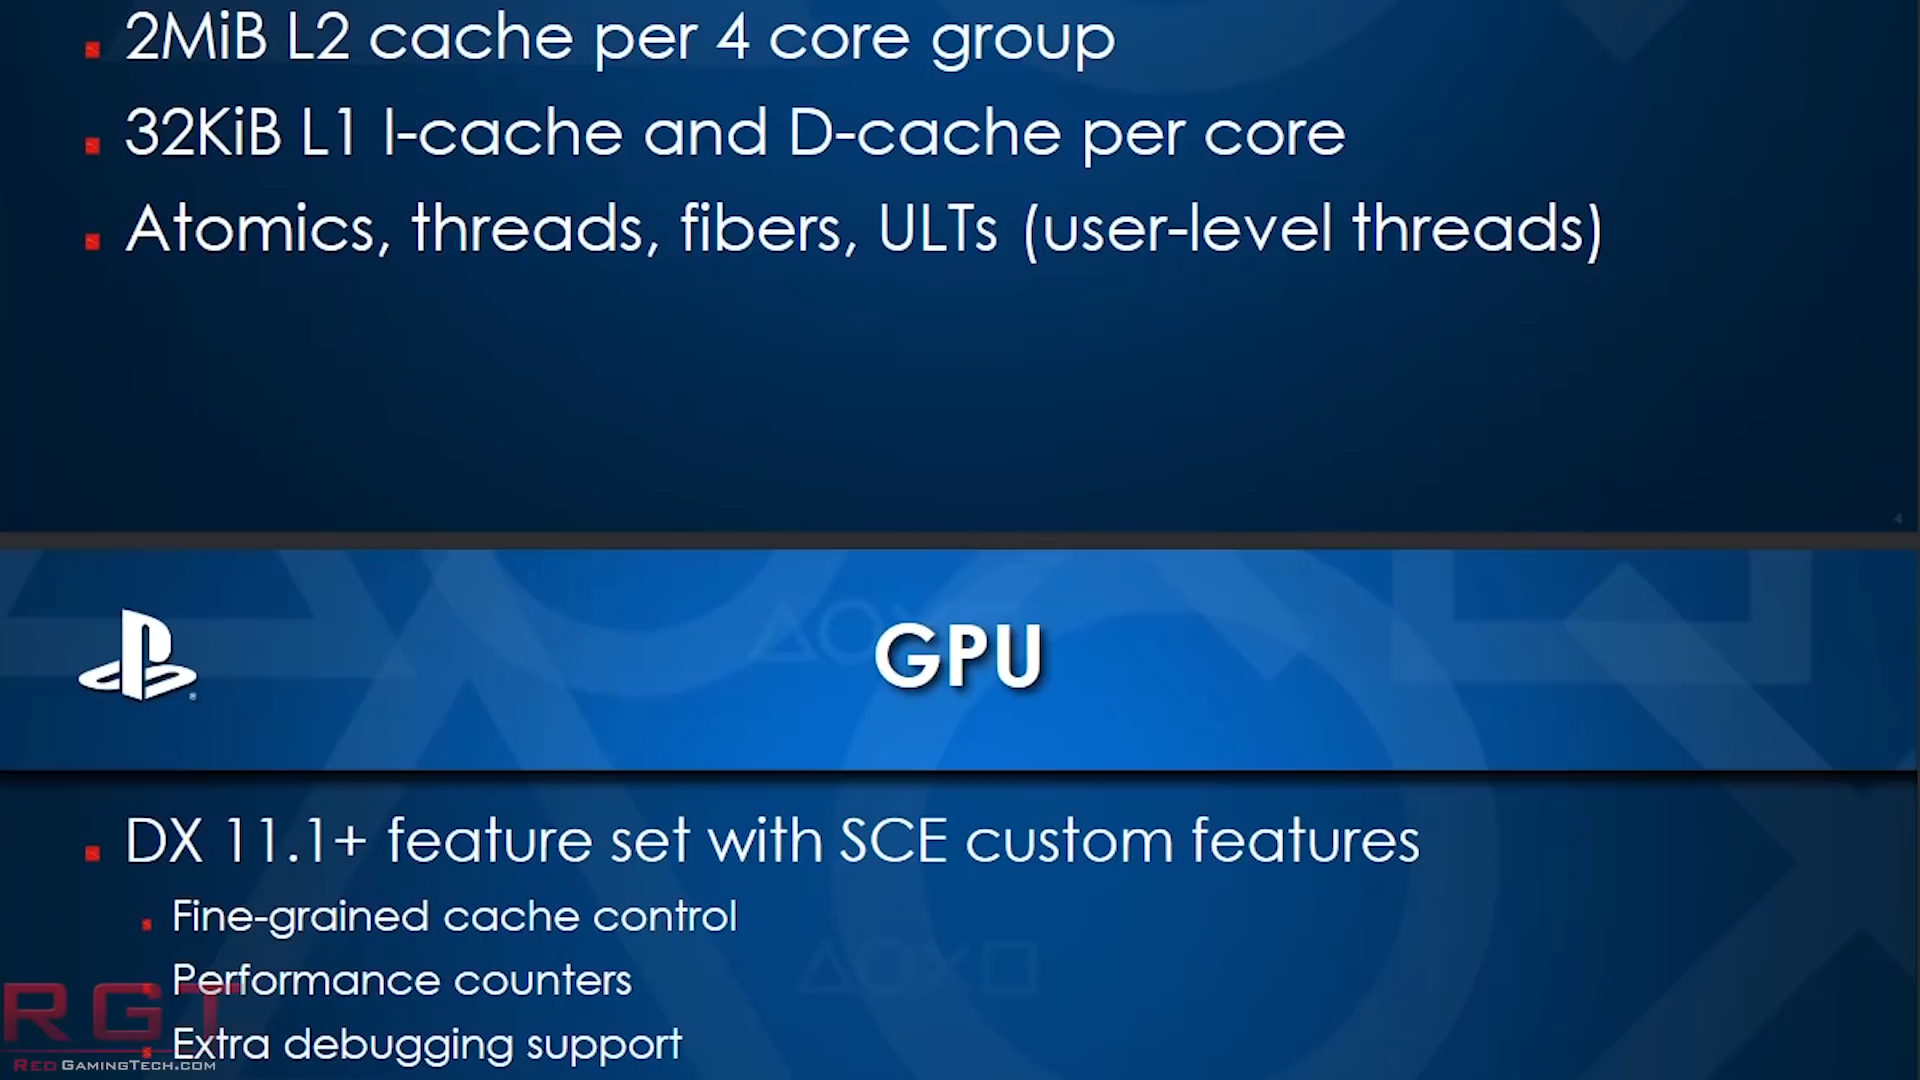 2MiB L2 cache per 4 core group
32KiB L1 I-cache and D-cache per core
Atomics, threads, fibers, ULTs (user-level threads)
4
GPU
DX 11.1+ feature set with SCE custom features
Fine-grained cache control
Performance counters
Extra debugging support
RGT
REDGAMINGTECH.COM